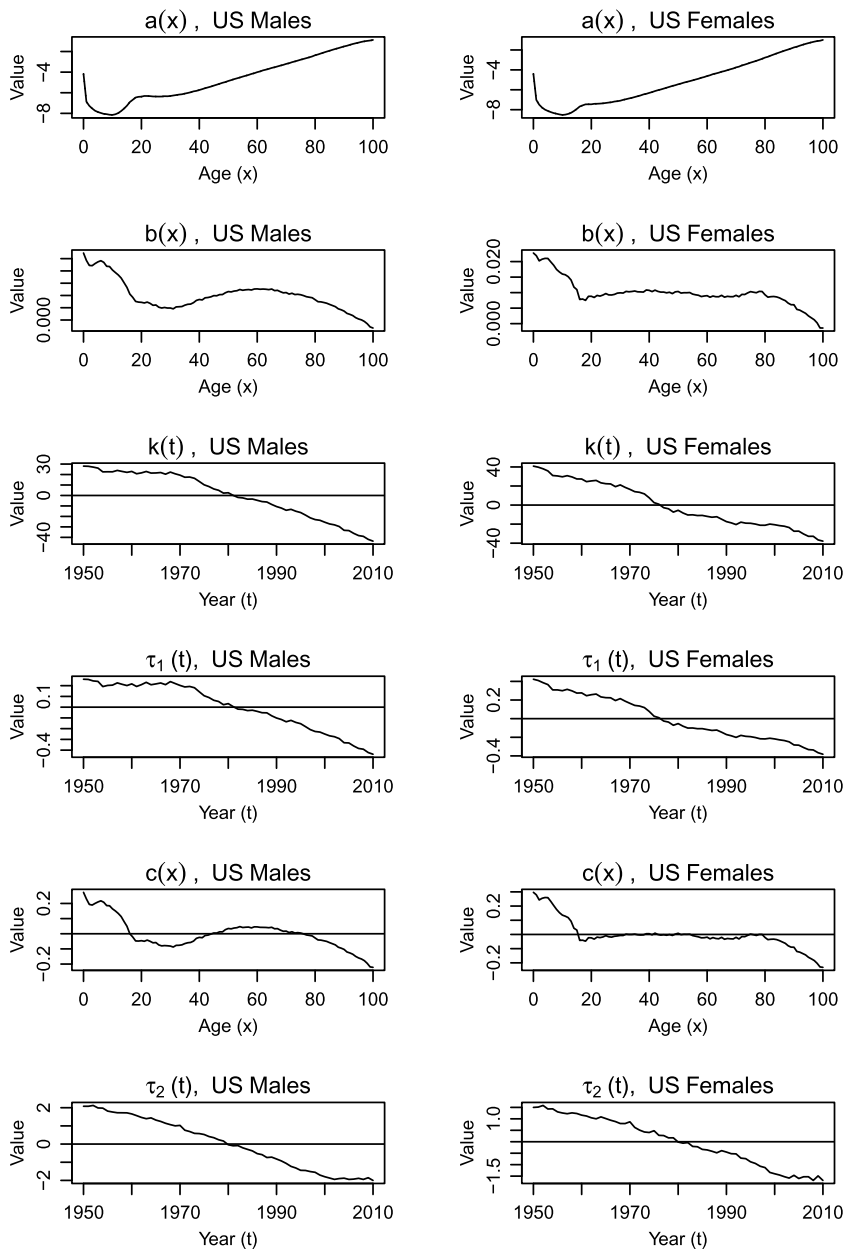 a(x) , US Males
Value
−4
−8
0 20 40 60 80 100
Age (x)
a(x) , US Females
Value
−4
−8
0 20 40 60 80 100
Age (x)
b(x) , US Males
Value
0.000
0 20 40 60 80 100
Age (x)
b(x) , US Females
Value
0.020
0.000
0 20 40 60 80 100
Age (x)
k(t) , US Males
Value
30
0
−40
1950 1970 1990 2010
Year (t)
k(t) , US Females
Value
40
0
−40
1950 1970 1990 2010
Year (t)
τ₁ (t), US Males
Value
0.1
−0.4
1950 1970 1990 2010
Year (t)
τ₁ (t), US Females
Value
0.2
−0.4
1950 1970 1990 2010
Year (t)
c(x) , US Males
Value
0.2
−0.2
0 20 40 60 80 100
Age (x)
c(x) , US Females
Value
0.2
−0.2
0 20 40 60 80 100
Age (x)
τ₂ (t), US Males
Value
2
0
−2
1950 1970 1990 2010
Year (t)
τ₂ (t), US Females
Value
1.0
−1.5
1950 1970 1990 2010
Year (t)